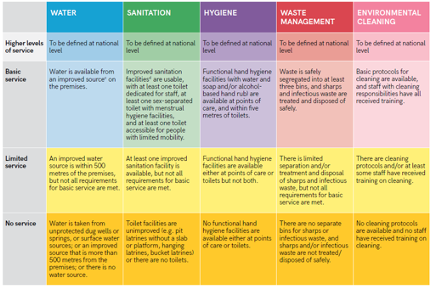 WATER
SANITATION
HYGIENE
WASTE
MANAGEMENT
ENVIRONMENTAL
CLEANING
Higher levels
of service
To be defined at national
level
To be defined at national
level
To be defined at national
level
To be defined at national
level
To be defined at national
level
Basic
service
Water is available from
an improved source on
the premises.
Improved sanitation
facilities are usable,
with at least one toilet
dedicated for staff, at
least one sex-separated
toilet with menstrual
hygiene facilities,
and at least one toilet
accessible for people
with limited mobility.
Functional hand hygiene
facilities (with water and
soap and/or alcohol-
based hand rub) are
available at points of
care, and within five
metres of toilets.
Waste is safely
segregated into at least
three bins, and sharps
and infectious waste are
treated and disposed of
safely.
Basic protocols for
cleaning are available,
and staff with cleaning
responsibilities have all
received training.
Limited
service
An improved water
source is within 500
metres of the premises,
but not all requirements
for basic service are met.
At least one improved
sanitation facility is
available, but not all
requirements for basic
service are met.
Functional hand hygiene
facilities are available
either at points of care or
toilets but not both.
There is limited
separation and/or
treatment and disposal
of sharps and infectious
waste, but not all
requirements for basic
service are met.
There are cleaning
protocols and/or at least
some staff have received
training on cleaning.
No service
Water is taken from
unprotected dug wells or
springs, or surface water
sources; or an improved
source that is more than
500 metres from the
premises; or there is no
water source.
Toilet facilities are
unimproved (e.g. pit
latrines without a slab or
platform, hanging
latrines, bucket latrines)
or there are no toilets.
No functional hand
hygiene facilities are
available either at points
of care or toilets.
There are no separate
bins for sharps or
infectious waste, and
sharps and/or infectious
waste are not treated/
disposed of safely.
No cleaning protocols
are available and no staff
have received training on
cleaning.